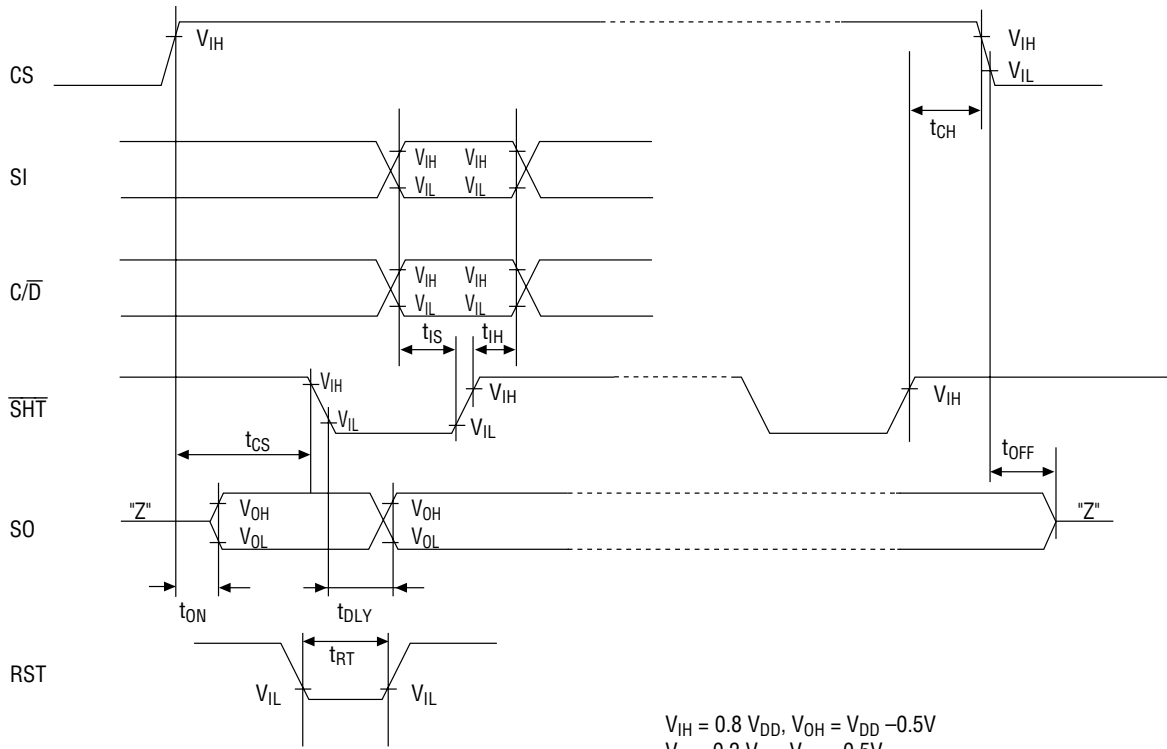 CS
VIH
VIH
VIL
tCH
SI
VIH VIH
VIL VIL
C/D̅
VIH VIH
VIL VIL
tIS tIH
S̅H̅T̅
VIH
VIL
VIH
VIL
VIH
tCS
tOFF
SO
"Z"
VOH
VOL
VOH
VOL
"Z"
tON
tDLY
RST
tRT
VIL VIL
VIH = 0.8 VDD, VOH = VDD –0.5V